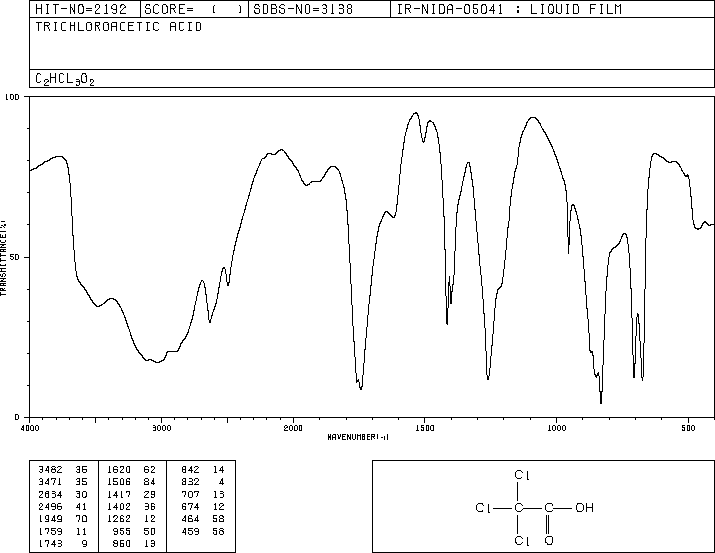 HIT-NO=2192 SCORE= ( ) SDBS-NO=3138 IR-NIDA-05041 : LIQUID FILM
TRICHLOROACETIC ACID
C2HCL3O2
100
TRANSMITTANCE(%)
50
0
4000 3000 2000 1500 1000 500
WAVENUMBER(-1)
3482 36 1620 62 842 14
3471 35 1506 84 832 4
2634 30 1417 29 707 13
2496 41 1402 36 674 12
1949 70 1262 12 464 58
1759 11 955 50 459 58
1743 9 860 19
Cl
Cl C C OH
Cl O